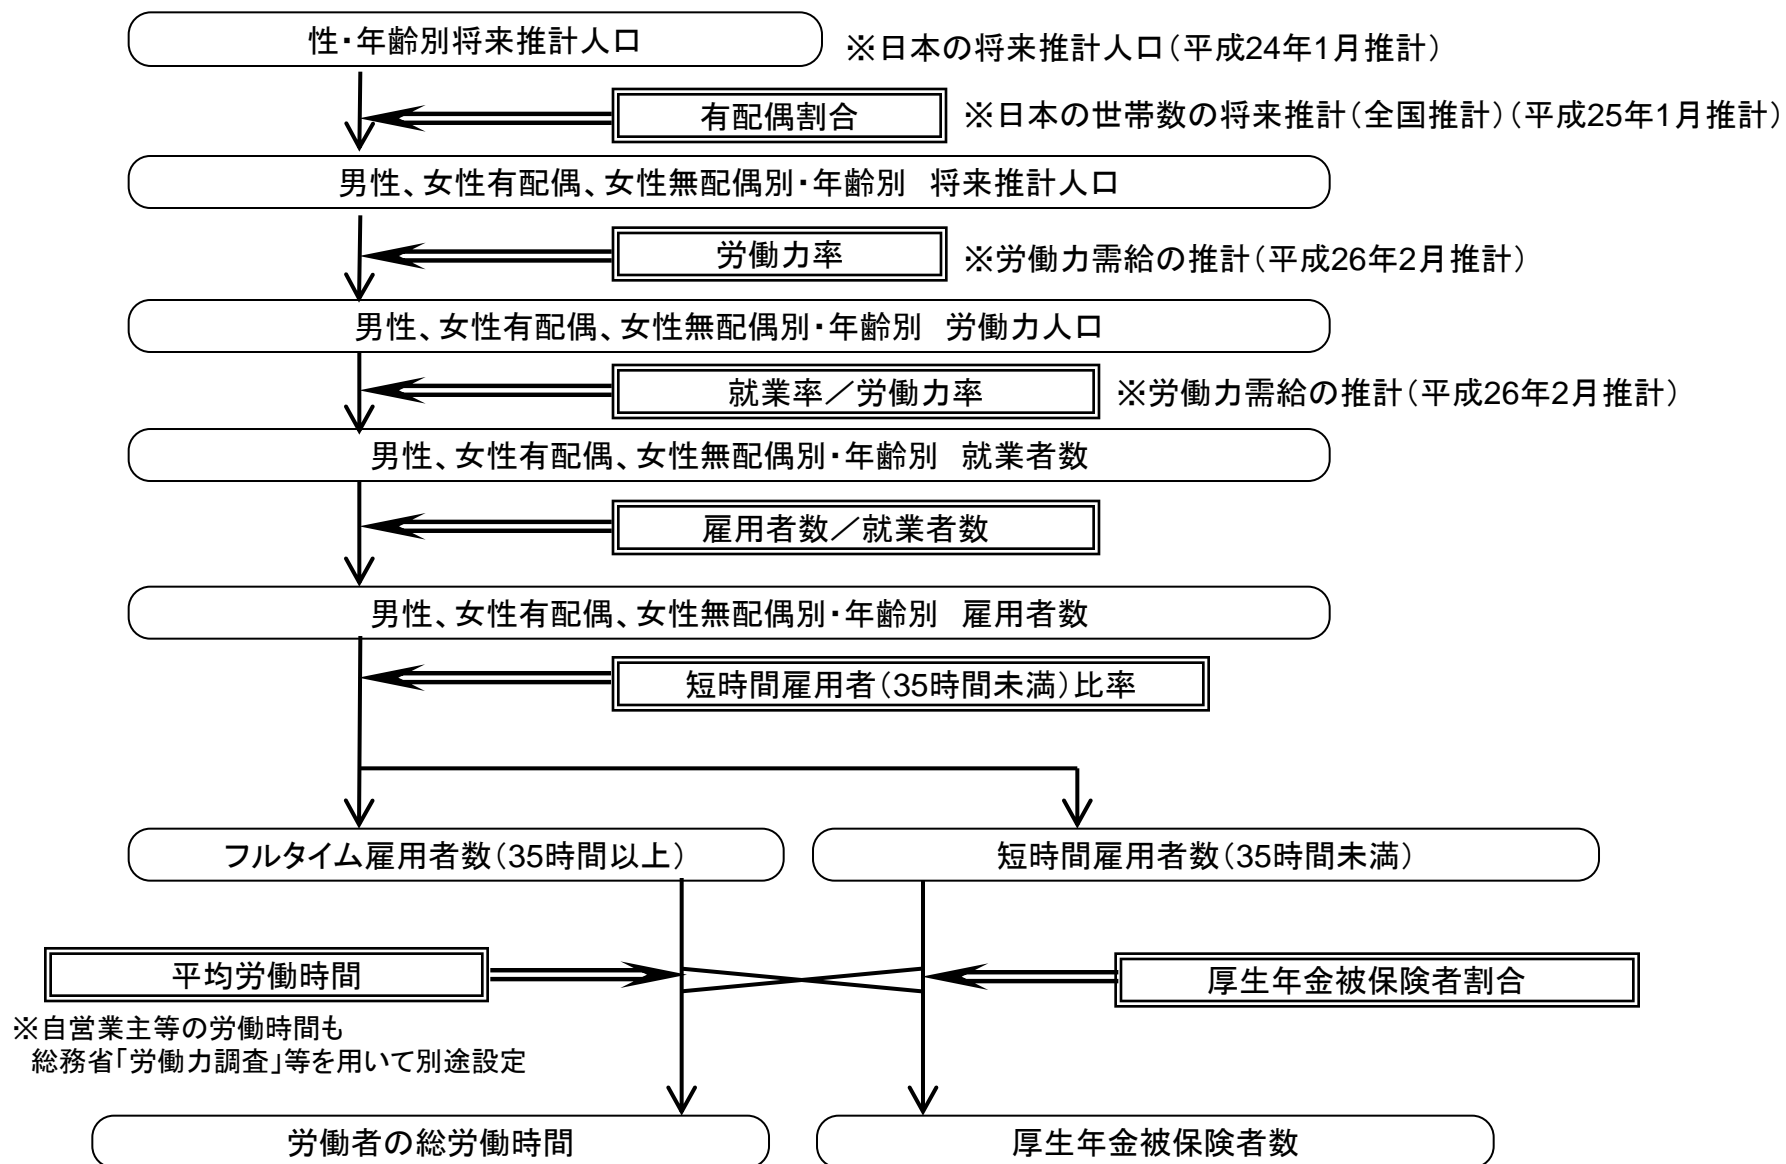 性・年齢別将来推計人口
※日本の将来推計人口(平成24年1月推計)
有配偶割合
※日本の世帯数の将来推計(全国推計)(平成25年1月推計)
男性、女性有配偶、女性無配偶別・年齢別　将来推計人口
労働力率
※労働力需給の推計(平成26年2月推計)
男性、女性有配偶、女性無配偶別・年齢別　労働力人口
就業率／労働力率
※労働力需給の推計(平成26年2月推計)
男性、女性有配偶、女性無配偶別・年齢別　就業者数
雇用者数／就業者数
男性、女性有配偶、女性無配偶別・年齢別　雇用者数
短時間雇用者(35時間未満)比率
フルタイム雇用者数(35時間以上)
短時間雇用者数(35時間未満)
平均労働時間
厚生年金被保険者割合
※自営業主等の労働時間も
総務省「労働力調査」等を用いて別途設定
労働者の総労働時間
厚生年金被保険者数